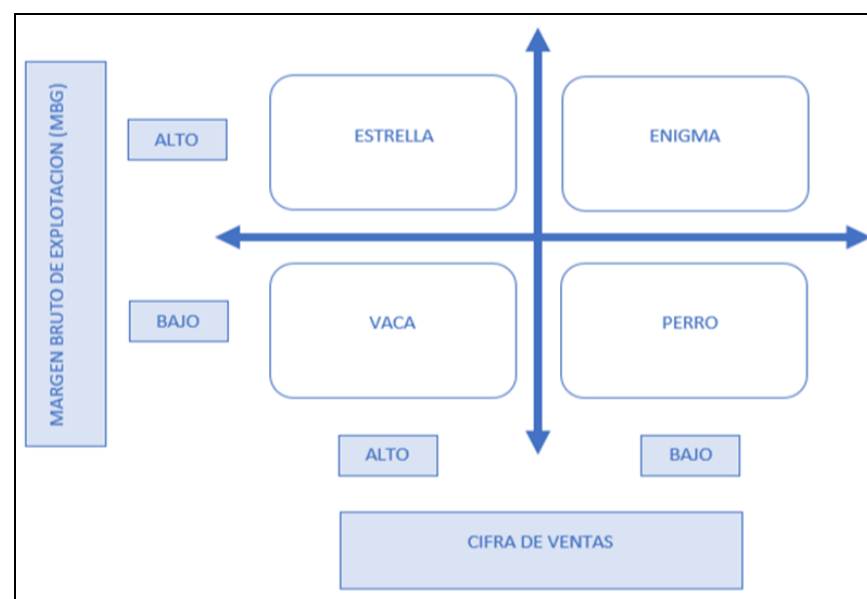 MARGEN BRUTO DE EXPLOTACION (MBG)
ALTO
ESTRELLA
ENIGMA
BAJO
VACA
PERRO
ALTO
BAJO
CIFRA DE VENTAS